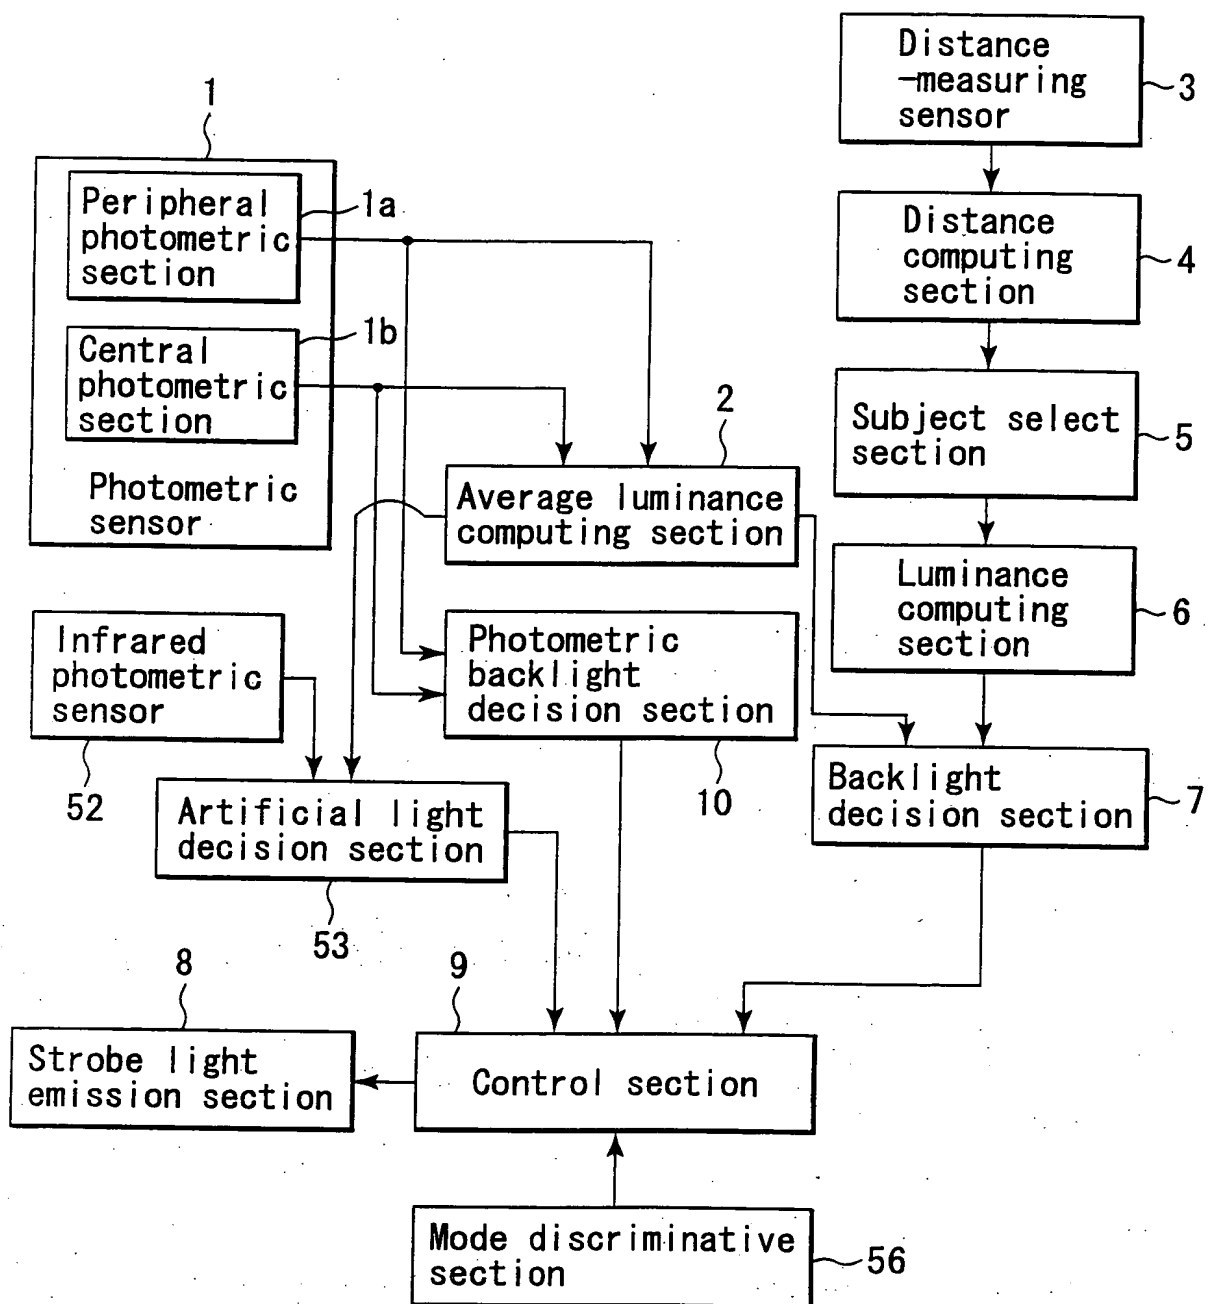 Distance
-measuring
sensor
3
1
Peripheral
photometric
section
1a
Distance
computing
section
4
Central
photometric
section
1b
Photometric
sensor
2
Average luminance
computing section
Subject select
section
5
Luminance
computing
section
6
Infrared
photometric
sensor
52
Photometric
backlight
decision section
10
Backlight
decision section
7
Artificial light
decision section
53
8
Strobe light
emission section
9
Control section
Mode discriminative
section
56